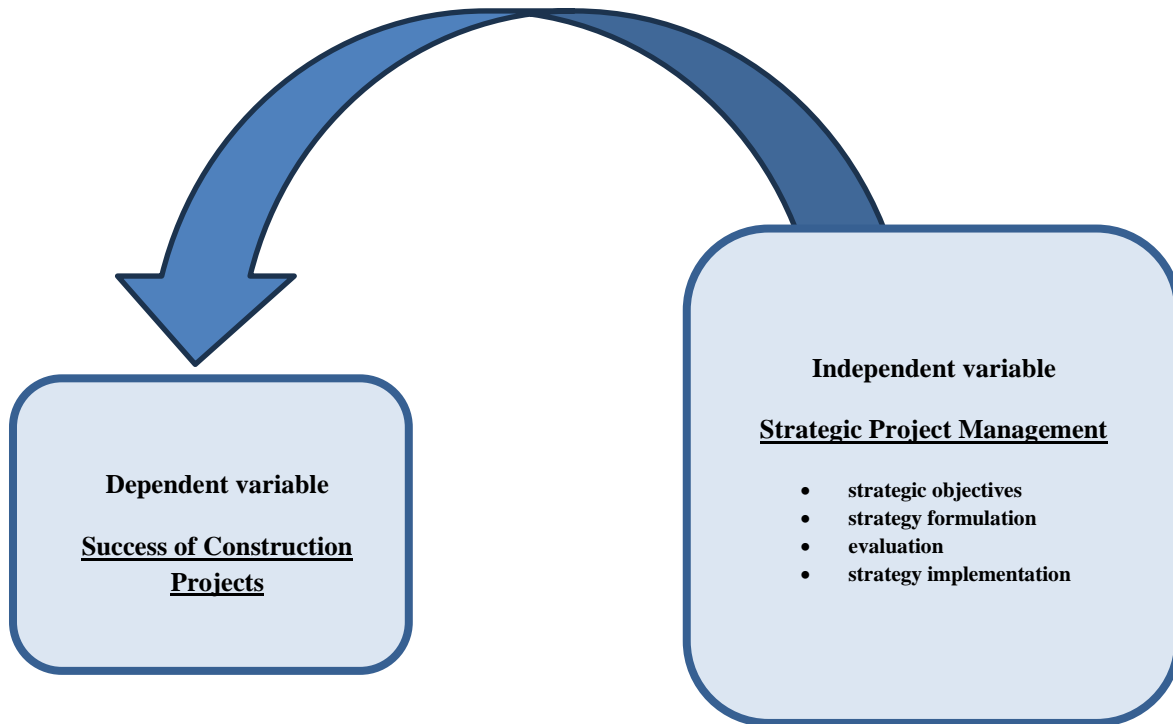 Dependent variable
Success of Construction
Projects
Independent variable
Strategic Project Management
• strategic objectives
• strategy formulation
• evaluation
• strategy implementation